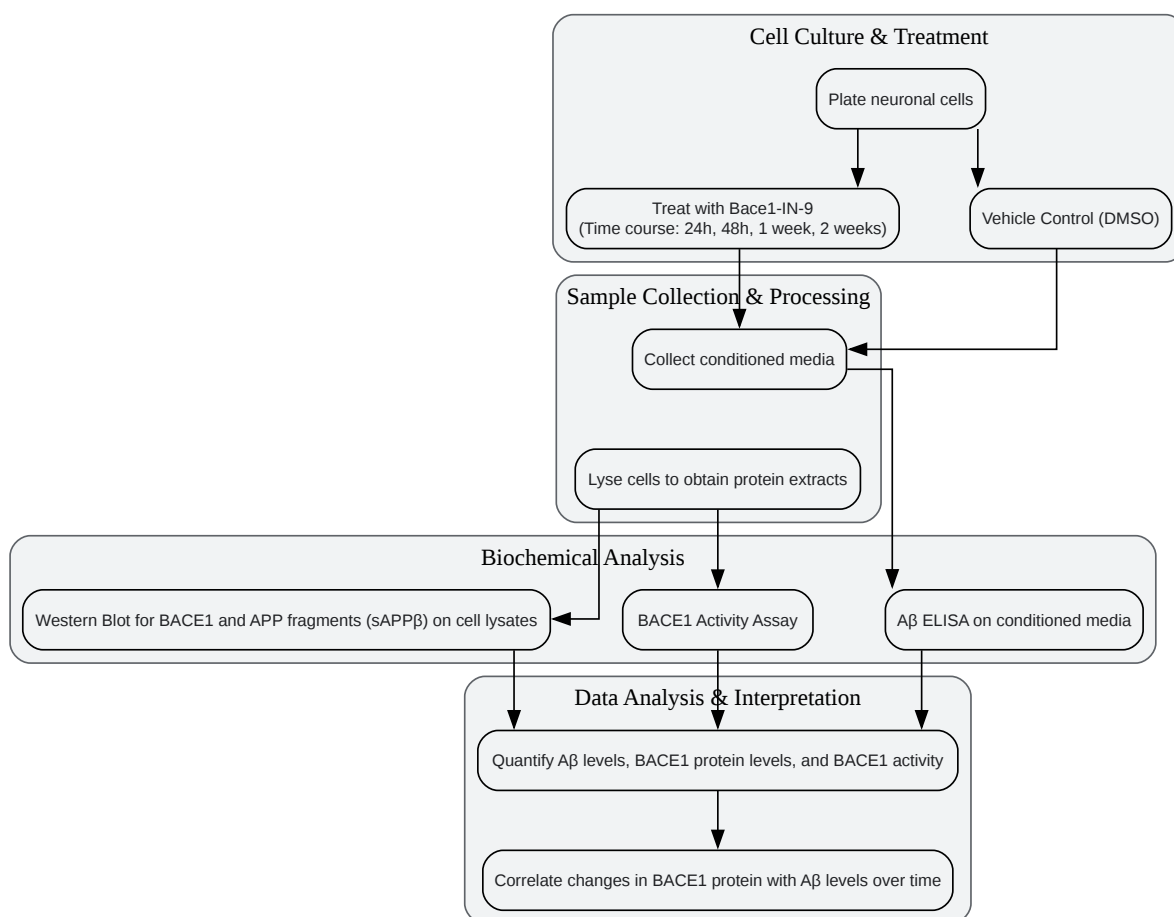 Cell Culture & Treatment
Plate neuronal cells
Treat with Bace1-IN-9
(Time course: 24h, 48h, 1 week, 2 weeks)
Vehicle Control (DMSO)
Sample Collection & Processing
Collect conditioned media
Lyse cells to obtain protein extracts
Biochemical Analysis
Western Blot for BACE1 and APP fragments (sAPPβ) on cell lysates
BACE1 Activity Assay
Aβ ELISA on conditioned media
Data Analysis & Interpretation
Quantify Aβ levels, BACE1 protein levels, and BACE1 activity
Correlate changes in BACE1 protein with Aβ levels over time